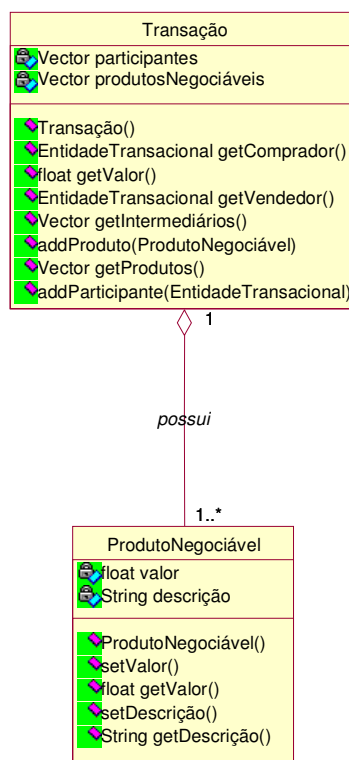 Transação
Vector participantes
Vector produtosNegociáveis
Transação()
EntidadeTransacional getComprador()
float getValor()
EntidadeTransacional getVendedor()
Vector getIntermediários()
addProduto(ProdutoNegociável)
Vector getProdutos()
addParticipante(EntidadeTransacional)
1
possui
1..*
ProdutoNegociável
float valor
String descrição
ProdutoNegociável()
setValor()
float getValor()
setDescrição()
String getDescrição()